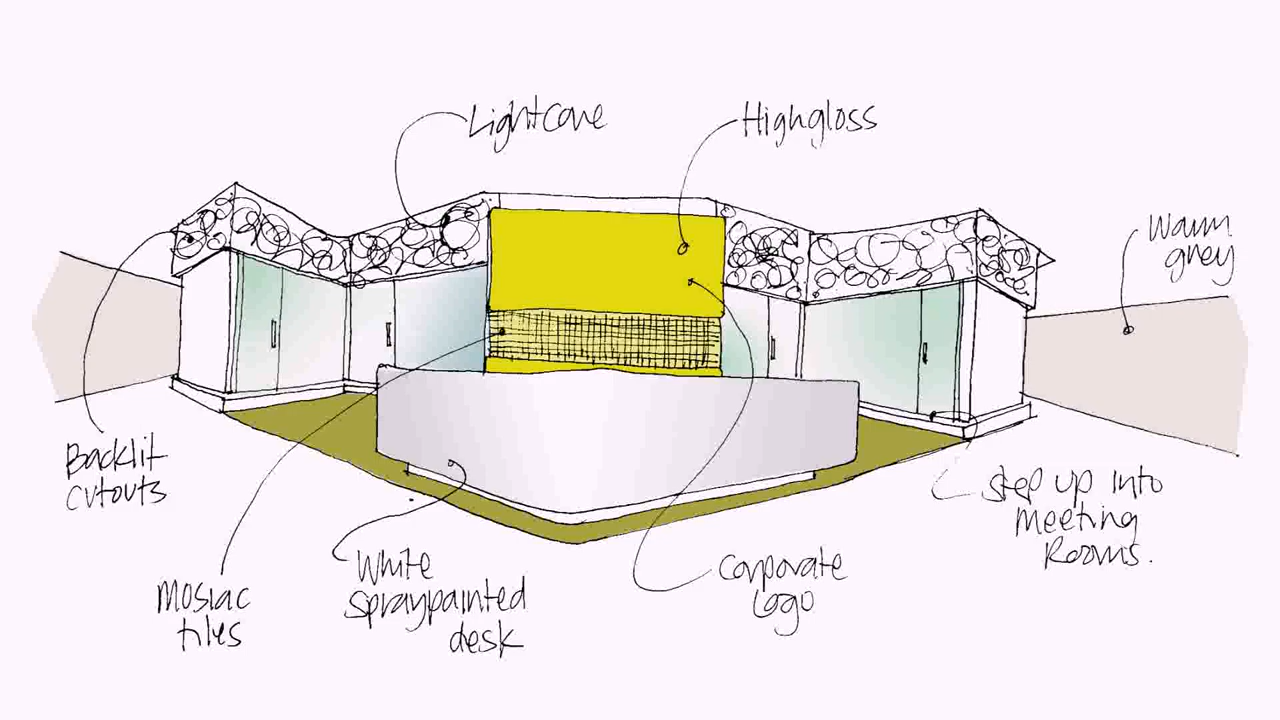 Lightcove
Highgloss
Warm
grey
Backlit
cutouts
Step up into
Meeting
Rooms.
White
spraypainted
desk
Corporate
Logo
Mosiac
tiles